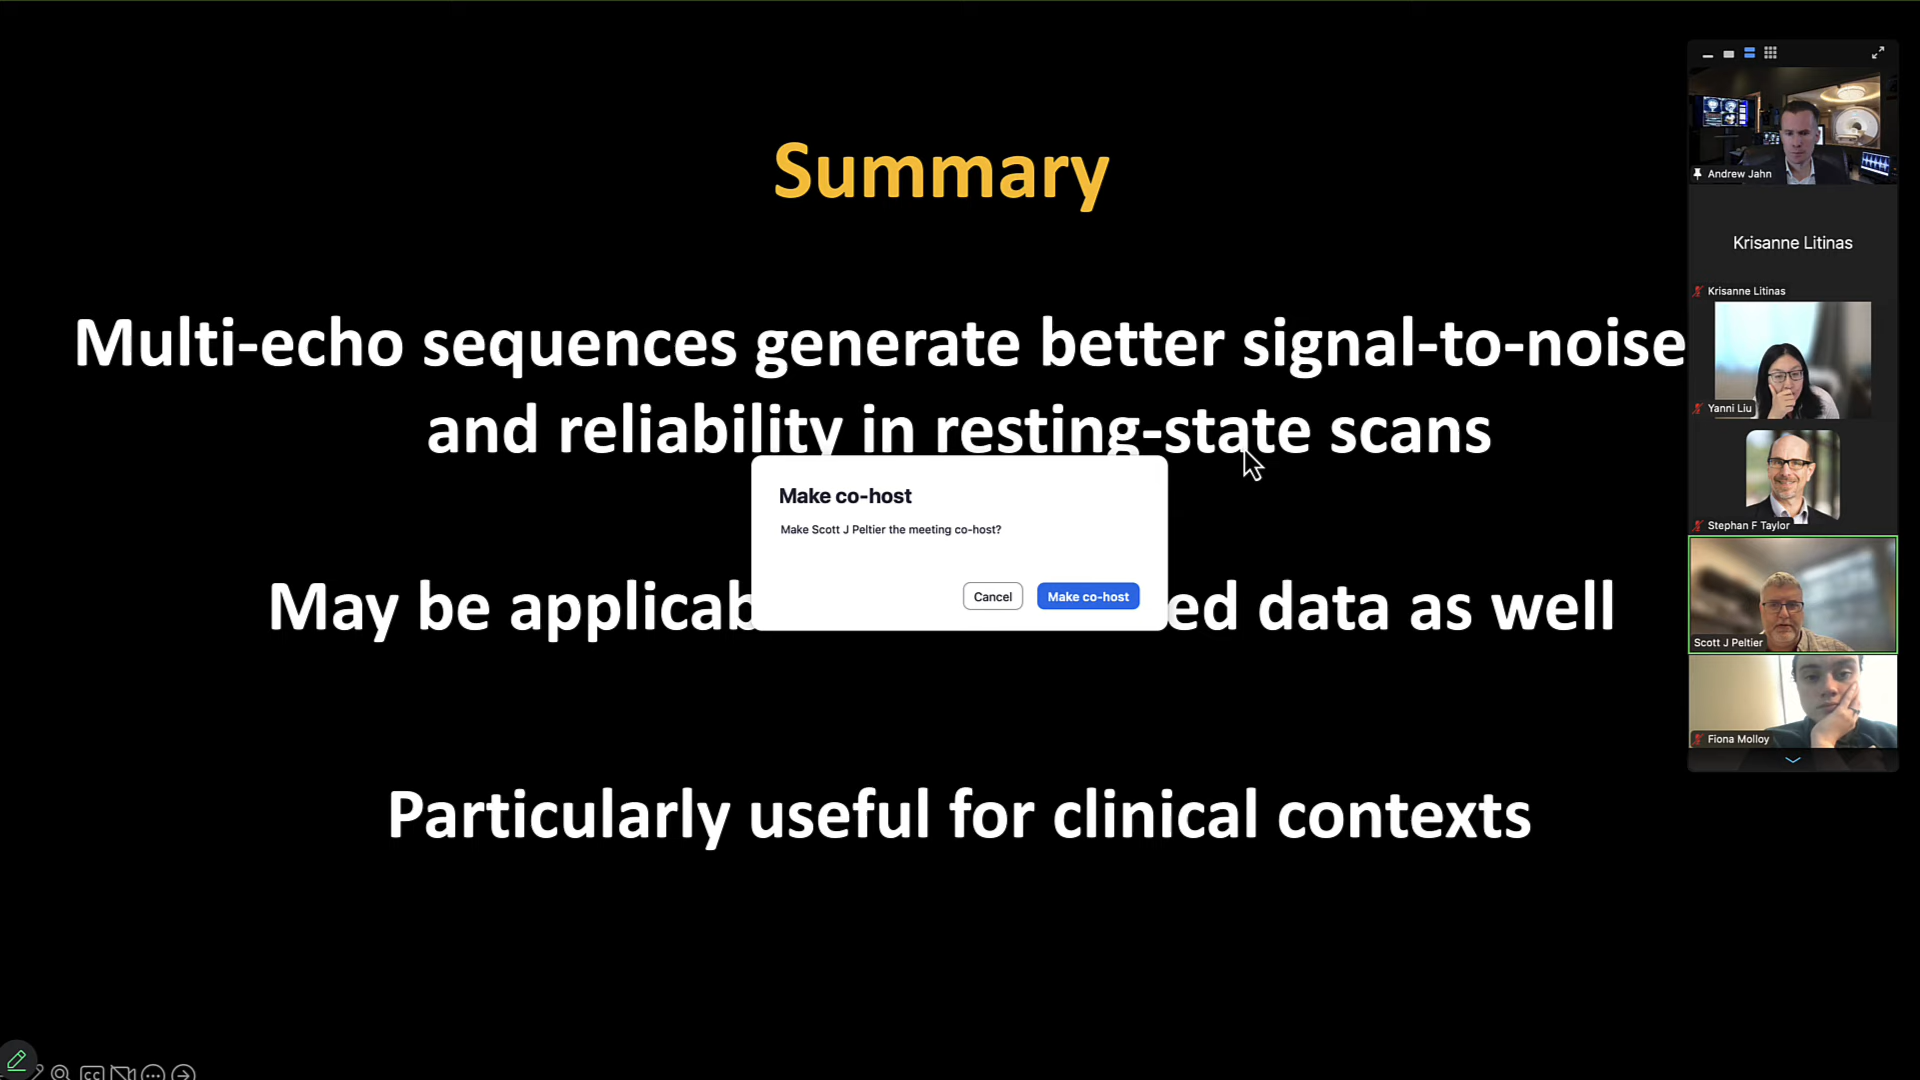 Summary
Multi-echo sequences generate better signal-to-noise
and reliability in resting-state scans
Make co-host
Make Scott J Peltier the meeting co-host?
Cancel
Make co-host
May be applicab
ed data as well
Particularly useful for clinical contexts
Andrew Jahn
Krisanne Litinas
Krisanne Litinas
Yanni Liu
Stephan F Taylor
Scott J Peltier
Fiona Molloy
CC